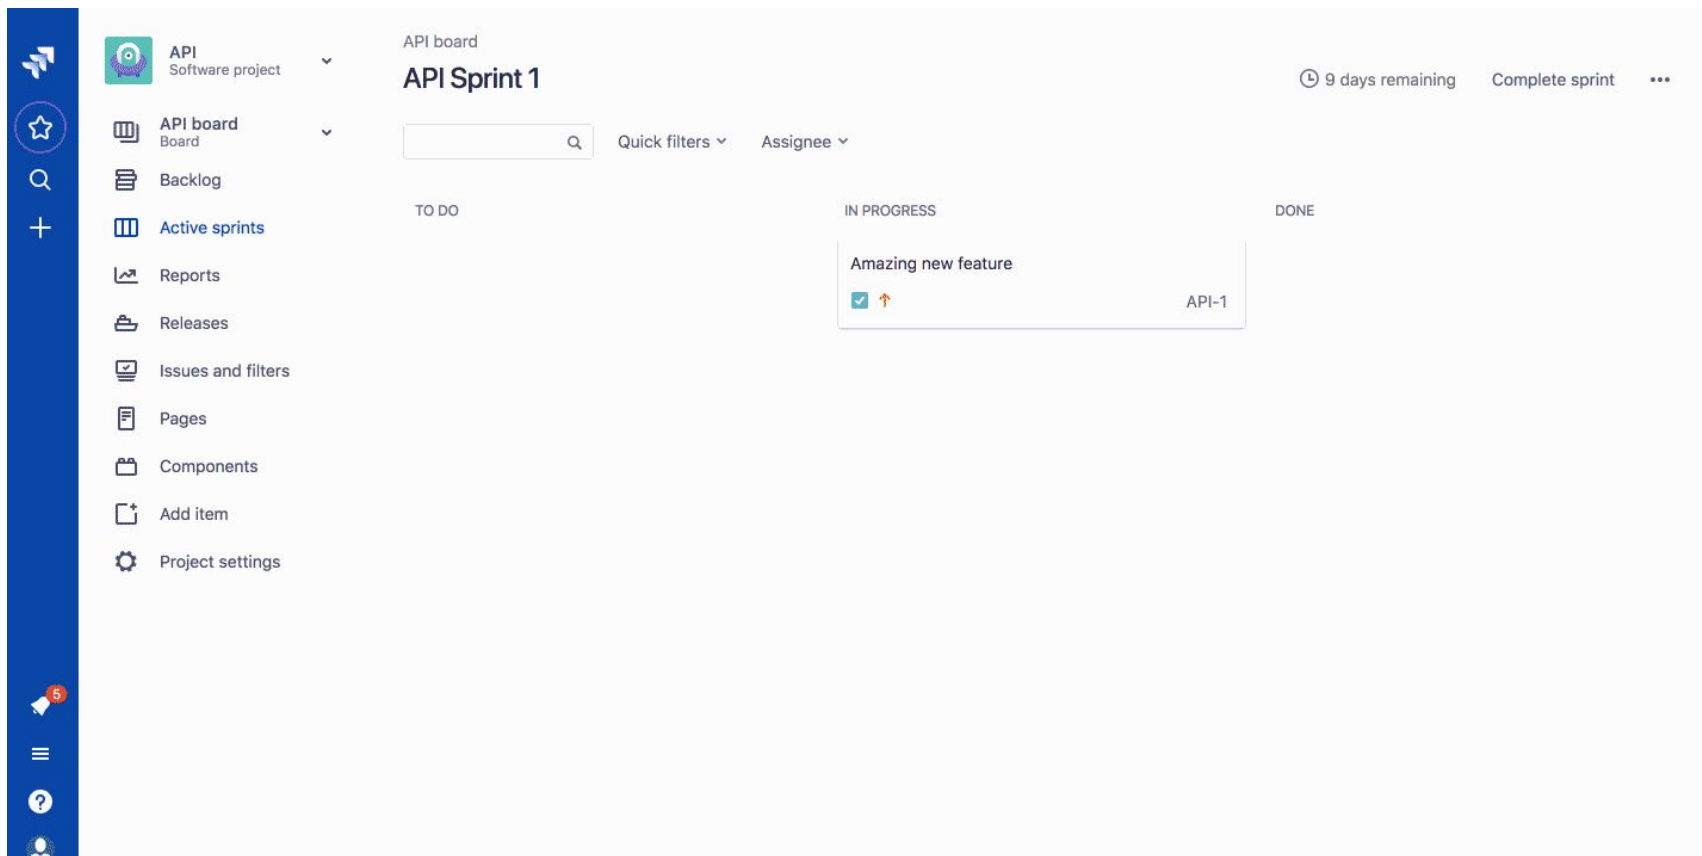 API
Software project
API board
Board
Backlog
Active sprints
Reports
Releases
Issues and filters
Pages
Components
Add item
Project settings
5
API board
API Sprint 1
9 days remaining
Complete sprint
Quick filters
Assignee
TO DO
IN PROGRESS
DONE
Amazing new feature
API-1